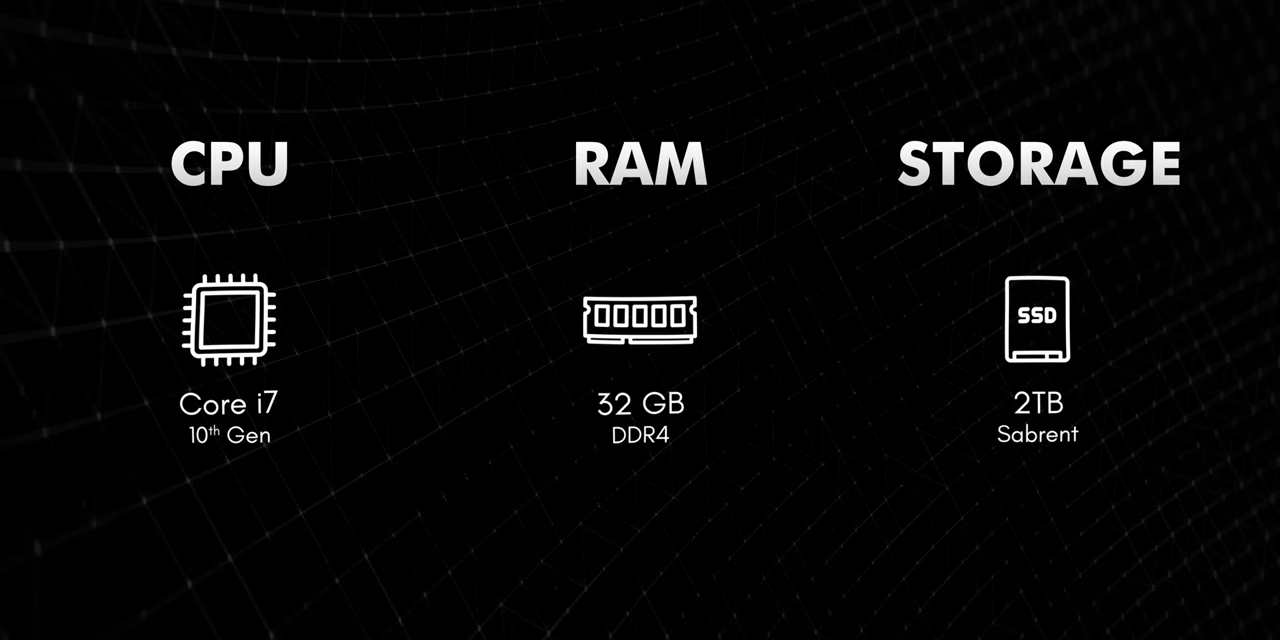 CPU
RAM
STORAGE
SSD
Core i7
10th Gen
32 GB
DDR4
2TB
Sabrent